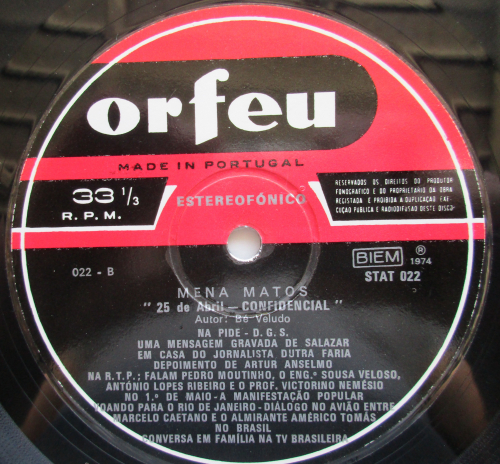 orfeu
MADE IN PORTUGAL
33 1/3
R. P. M.
ESTEREOFÓNICO
RESERVADOS OS DIREITOS DO PRODUTOR
FONOGRÁFICO E DO PROPRIETÁRIO DA OBRA
REGISTADA E PROIBIDA A DUPLICAÇÃO EXE-
CUÇÃO PÚBLICA E RADIODIFUSÃO DESTE DISCO
022 - B
BIEM ® 1974
STAT 022
MENA MATOS
" 25 de Abril — CONFIDENCIAL "
Autor: Bé Veludo
NA PIDE - D. G. S.
UMA MENSAGEM GRAVADA DE SALAZAR
EM CASA DO JORNALISTA DUTRA FARIA
DEPOIMENTO DE ARTUR ANSELMO
NA R.T.P.; FALAM PEDRO MOUTINHO, O ENG.º SOUSA VELOSO,
ANTÓNIO LOPES RIBEIRO E O PROF. VICTORINO NEMÉSIO
NO 1.º DE MAIO - A MANIFESTAÇÃO POPULAR
VOANDO PARA O RIO DE JANEIRO - DIÁLOGO NO AVIÃO ENTRE
MARCELO CAETANO E O ALMIRANTE AMÉRICO TOMÁS
NO BRASIL
CONVERSA EM FAMÍLIA NA TV BRASILEIRA